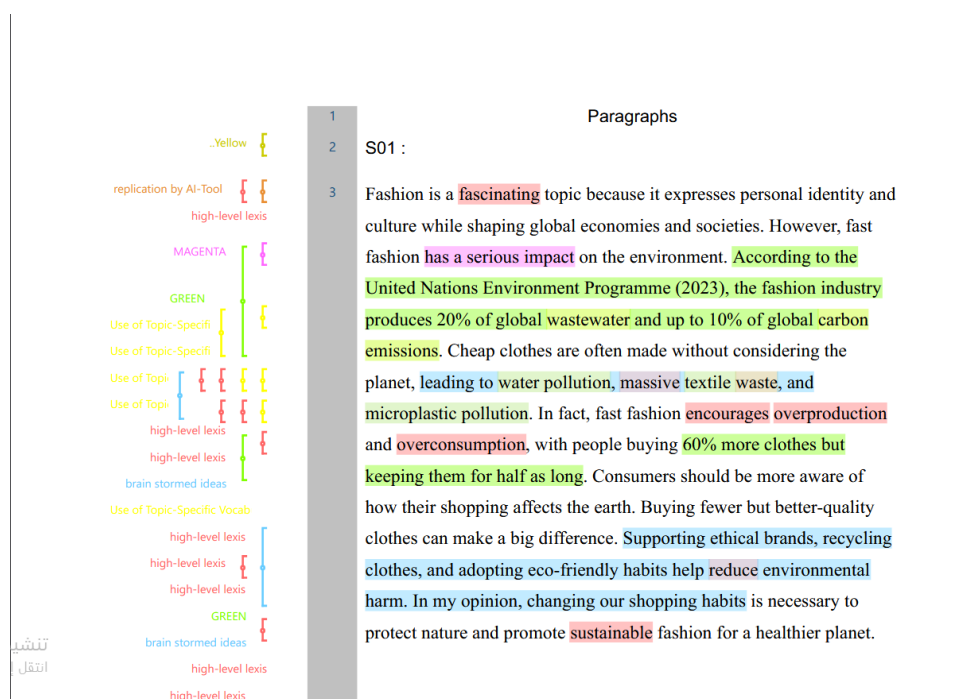 1 Paragraphs
..Yellow
2 S01 :
replication by AI-Tool
3 Fashion is a fascinating topic because it expresses personal identity and
high-level lexis
culture while shaping global economies and societies. However, fast
MAGENTA
fashion has a serious impact on the environment. According to the
United Nations Environment Programme (2023), the fashion industry
GREEN
produces 20% of global wastewater and up to 10% of global carbon
Use of Topic-Specifi
emissions. Cheap clothes are often made without considering the
Use of Topic-Specifi
planet, leading to water pollution, massive textile waste, and
Use of Topi
microplastic pollution. In fact, fast fashion encourages overproduction
Use of Topi
high-level lexis
and overconsumption, with people buying 60% more clothes but
high-level lexis
keeping them for half as long. Consumers should be more aware of
brain stormed ideas
how their shopping affects the earth. Buying fewer but better-quality
Use of Topic-Specific Vocab
clothes can make a big difference. Supporting ethical brands, recycling
high-level lexis
clothes, and adopting eco-friendly habits help reduce environmental
high-level lexis
harm. In my opinion, changing our shopping habits is necessary to
high-level lexis
GREEN
protect nature and promote sustainable fashion for a healthier planet.
brain stormed ideas
تنشي
انتقل إ
high-level lexis
high-level lexis